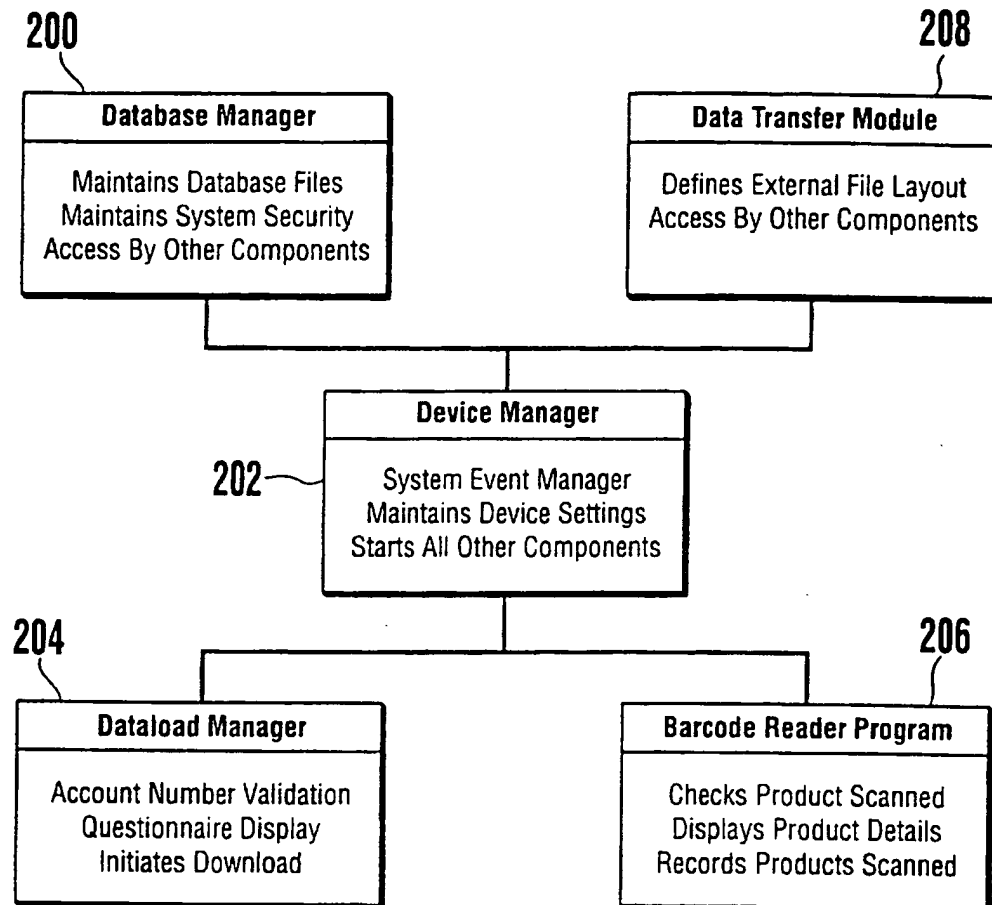 200
Database Manager
Maintains Database Files
Maintains System Security
Access By Other Components
208
Data Transfer Module
Defines External File Layout
Access By Other Components
202
Device Manager
System Event Manager
Maintains Device Settings
Starts All Other Components
204
Dataload Manager
Account Number Validation
Questionnaire Display
Initiates Download
206
Barcode Reader Program
Checks Product Scanned
Displays Product Details
Records Products Scanned